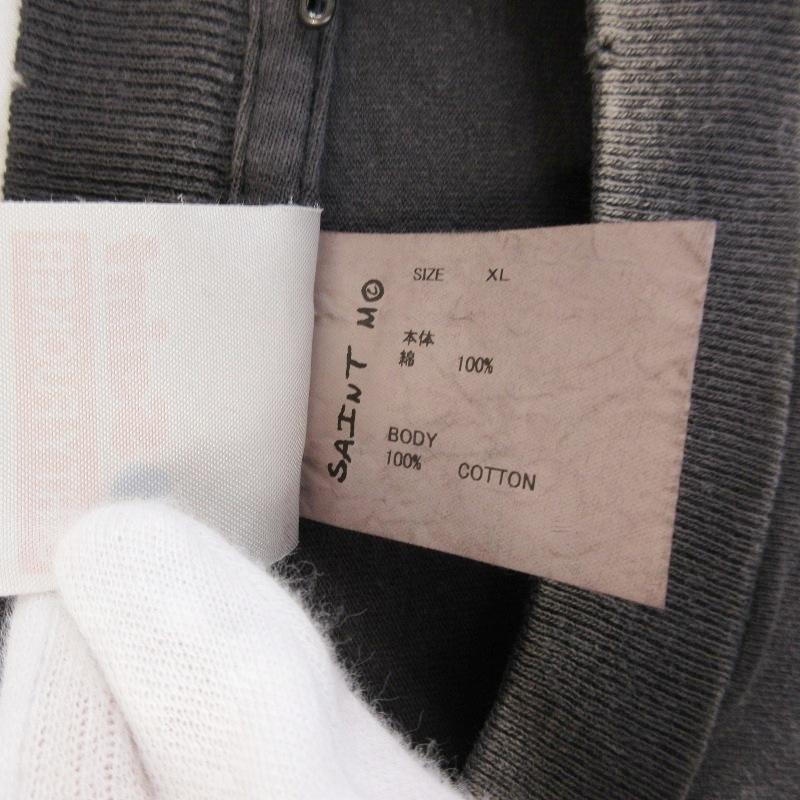 SAINT M©
SIZE XL
本体
綿 100%
BODY
100% COTTON